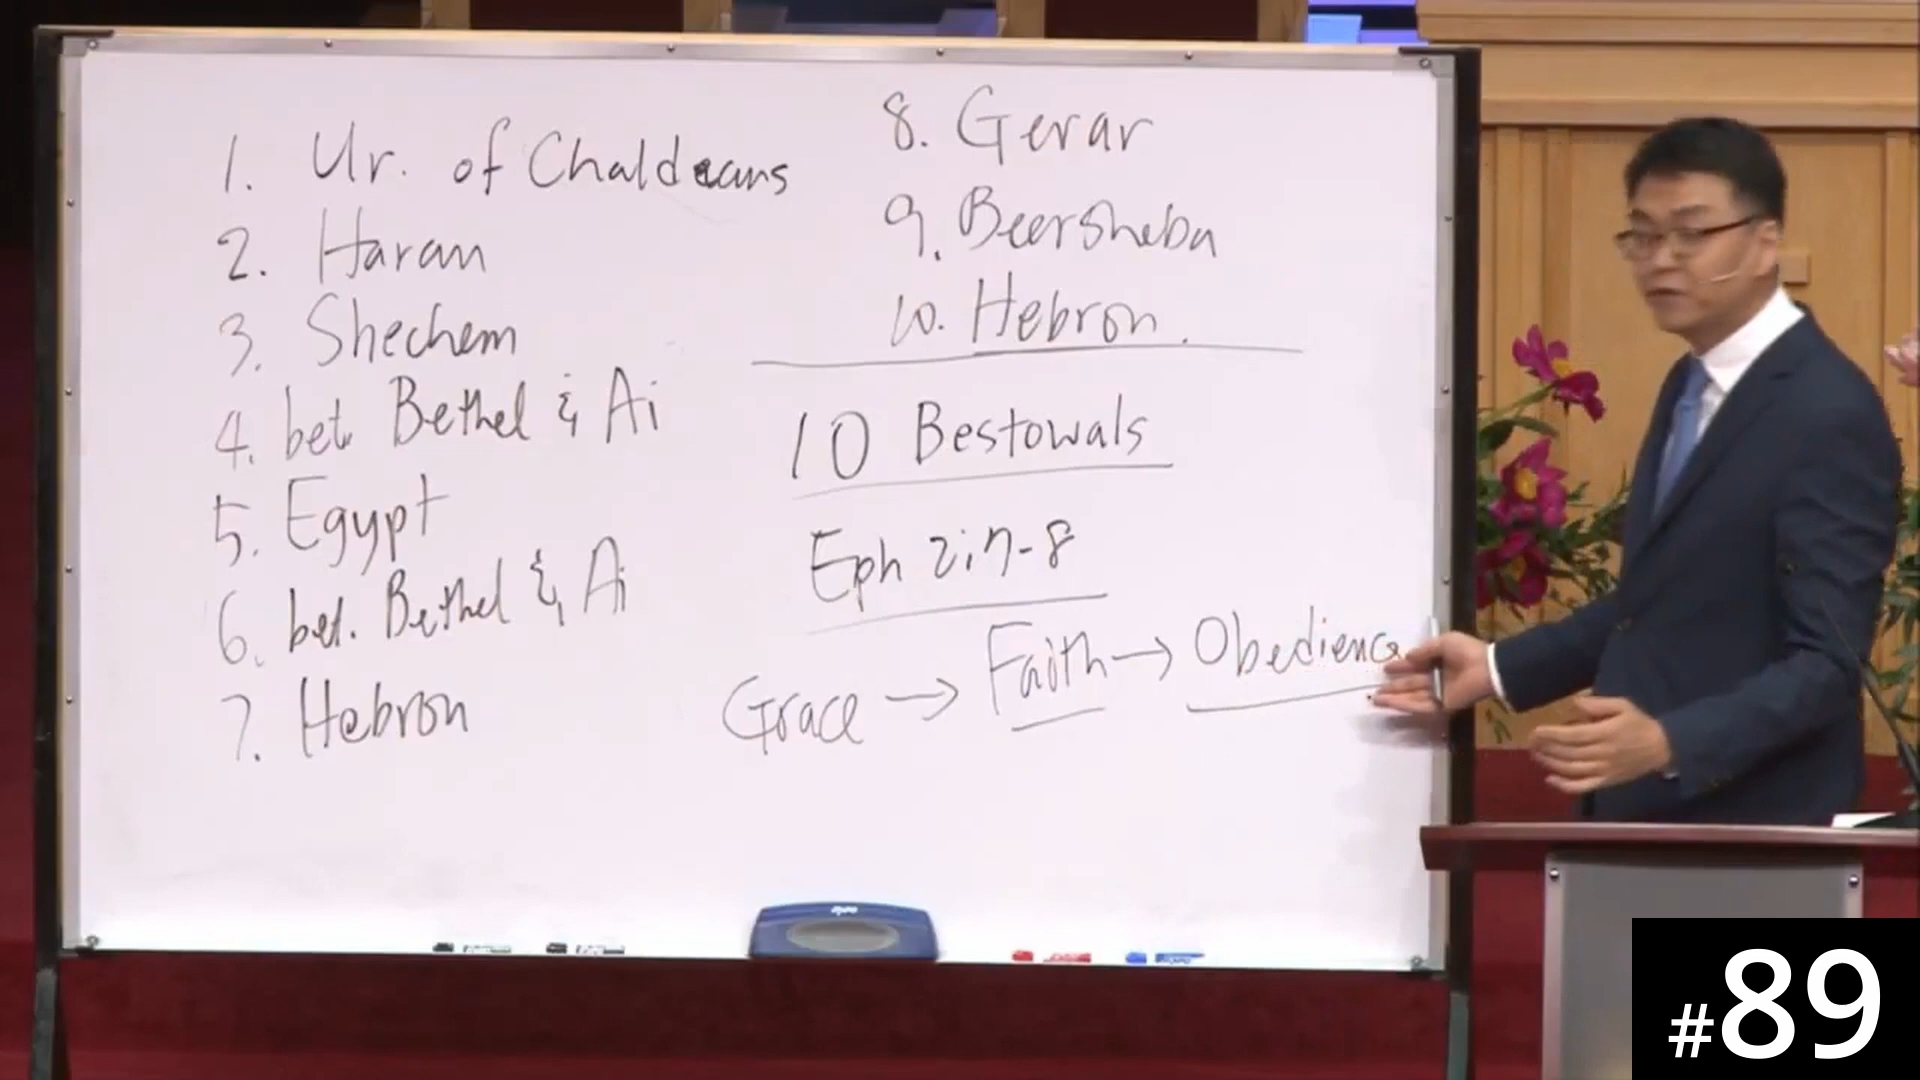 1. Ur. of Chaldeans
2. Haran
3. Shechem
4. bet. Bethel & Ai
5. Egypt
6. bet. Bethel & Ai
7. Hebron
8. Gerar
9. Beersheba
10. Hebron.
10 Bestowals
Eph 2:7-8
Grace → Faith → Obedience
#89